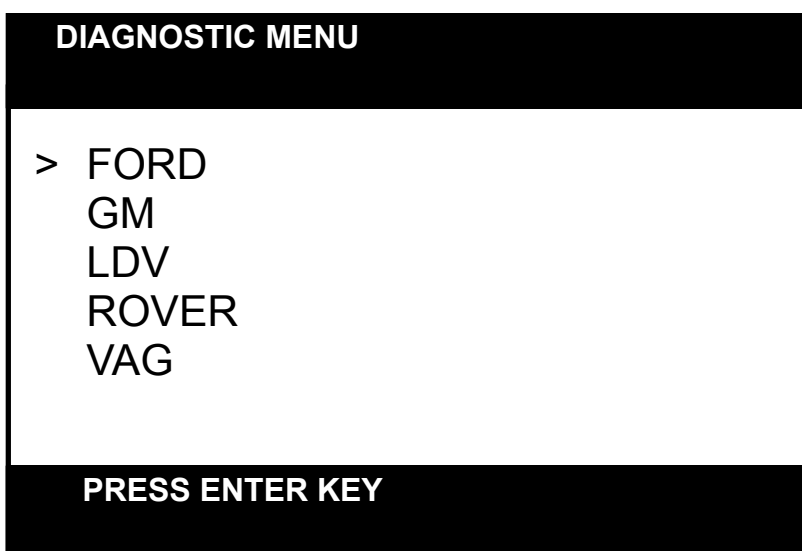 DIAGNOSTIC MENU
> FORD
GM
LDV
ROVER
VAG
PRESS ENTER KEY